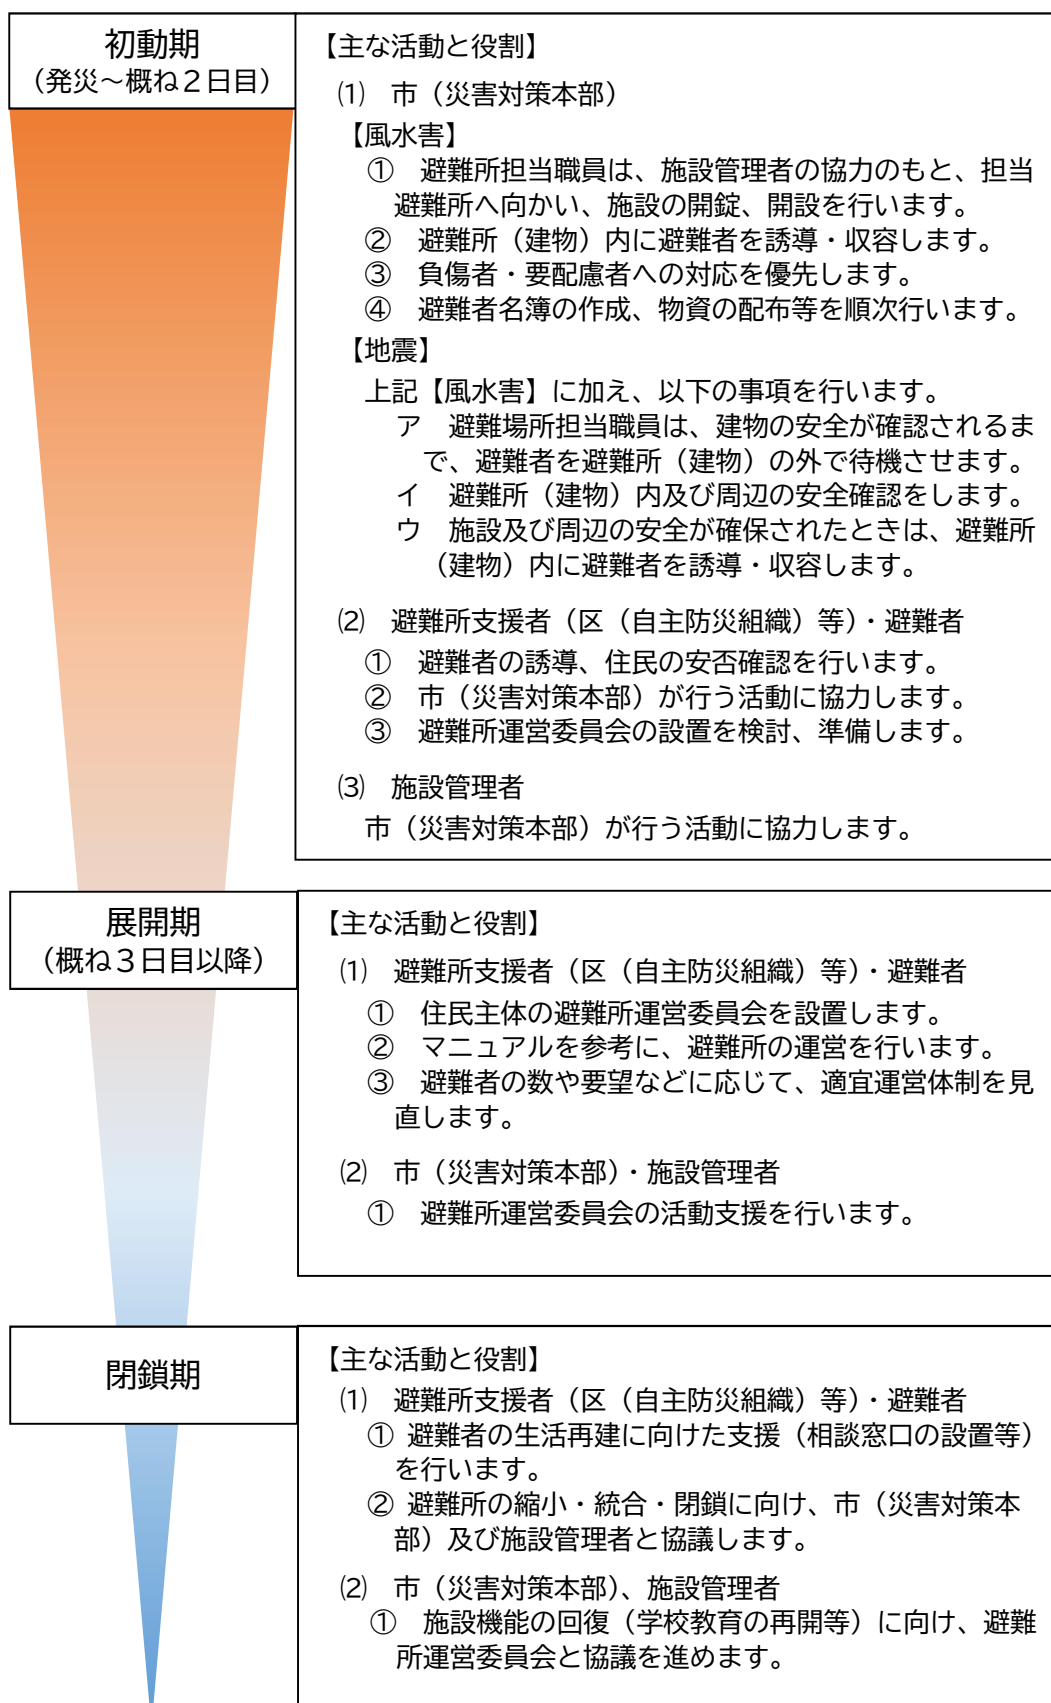 初動期
（発災～概ね２日目）
【主な活動と役割】
⑴　市（災害対策本部）
【風水害】
①　避難所担当職員は、施設管理者の協力のもと、担当
避難所へ向かい、施設の開錠、開設を行います。
②　避難所（建物）内に避難者を誘導・収容します。
③　負傷者・要配慮者への対応を優先します。
④　避難者名簿の作成、物資の配布等を順次行います。
【地震】
上記【風水害】に加え、以下の事項を行います。
ア　避難場所担当職員は、建物の安全が確認されるま
で、避難者を避難所（建物）の外で待機させます。
イ　避難所（建物）内及び周辺の安全確認をします。
ウ　施設及び周辺の安全が確保されたときは、避難所
（建物）内に避難者を誘導・収容します。
⑵　避難所支援者（区（自主防災組織）等）・避難者
①　避難者の誘導、住民の安否確認を行います。
②　市（災害対策本部）が行う活動に協力します。
③　避難所運営委員会の設置を検討、準備します。
⑶　施設管理者
市（災害対策本部）が行う活動に協力します。
展開期
（概ね３日目以降）
【主な活動と役割】
⑴　避難所支援者（区（自主防災組織）等）・避難者
①　住民主体の避難所運営委員会を設置します。
②　マニュアルを参考に、避難所の運営を行います。
③　避難者の数や要望などに応じて、適宜運営体制を見
直します。
⑵　市（災害対策本部）・施設管理者
①　避難所運営委員会の活動支援を行います。
閉鎖期
【主な活動と役割】
⑴　避難所支援者（区（自主防災組織）等）・避難者
① 避難者の生活再建に向けた支援（相談窓口の設置等）
を行います。
② 避難所の縮小・統合・閉鎖に向け、市（災害対策本
部）及び施設管理者と協議します。
⑵　市（災害対策本部）、施設管理者
①　施設機能の回復（学校教育の再開等）に向け、避難
所運営委員会と協議を進めます。